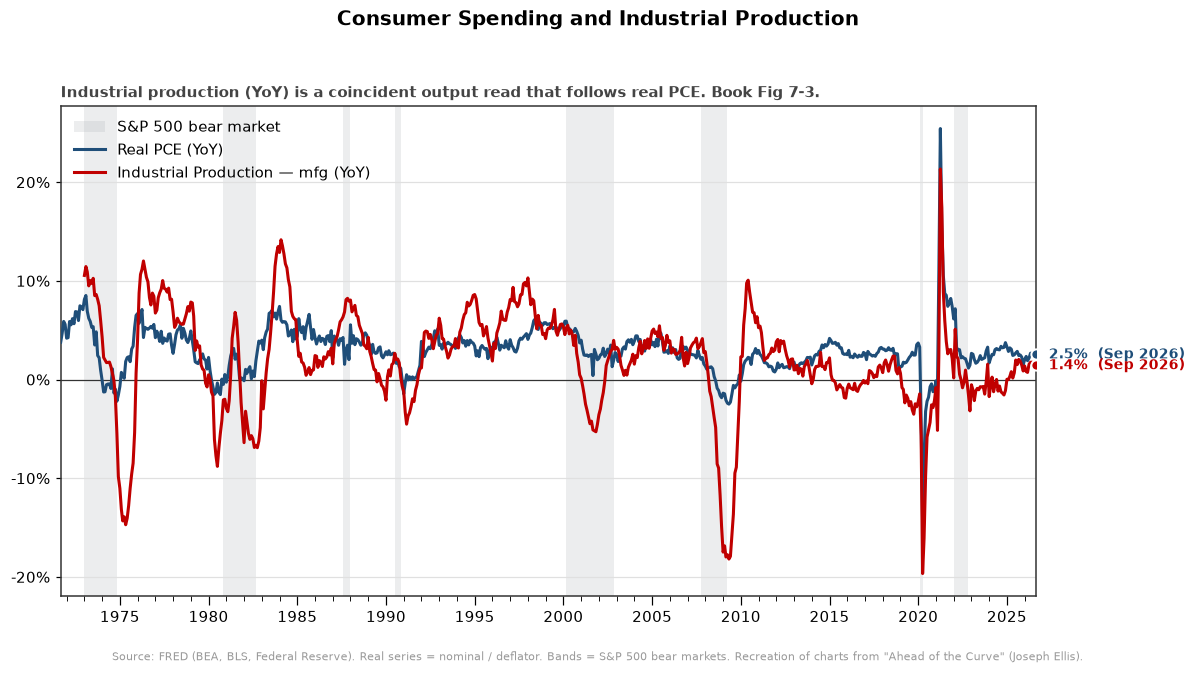 Consumer Spending and Industrial Production
Industrial production (YoY) is a coincident output read that follows real PCE. Book Fig 7-3.
S&P 500 bear market
Real PCE (YoY)
Industrial Production — mfg (YoY)
20%
10%
0%
-10%
-20%
2.5%  (Sep 2026)
1.4%  (Sep 2026)
1975 1980 1985 1990 1995 2000 2005 2010 2015 2020 2025
Source: FRED (BEA, BLS, Federal Reserve). Real series = nominal / deflator. Bands = S&P 500 bear markets. Recreation of charts from "Ahead of the Curve" (Joseph Ellis).